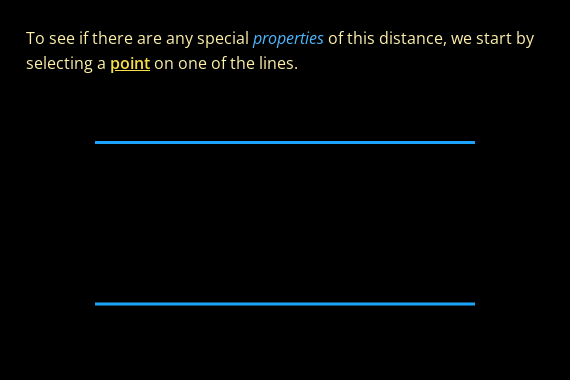 To see if there are any special properties of this distance, we start by
selecting a point on one of the lines.